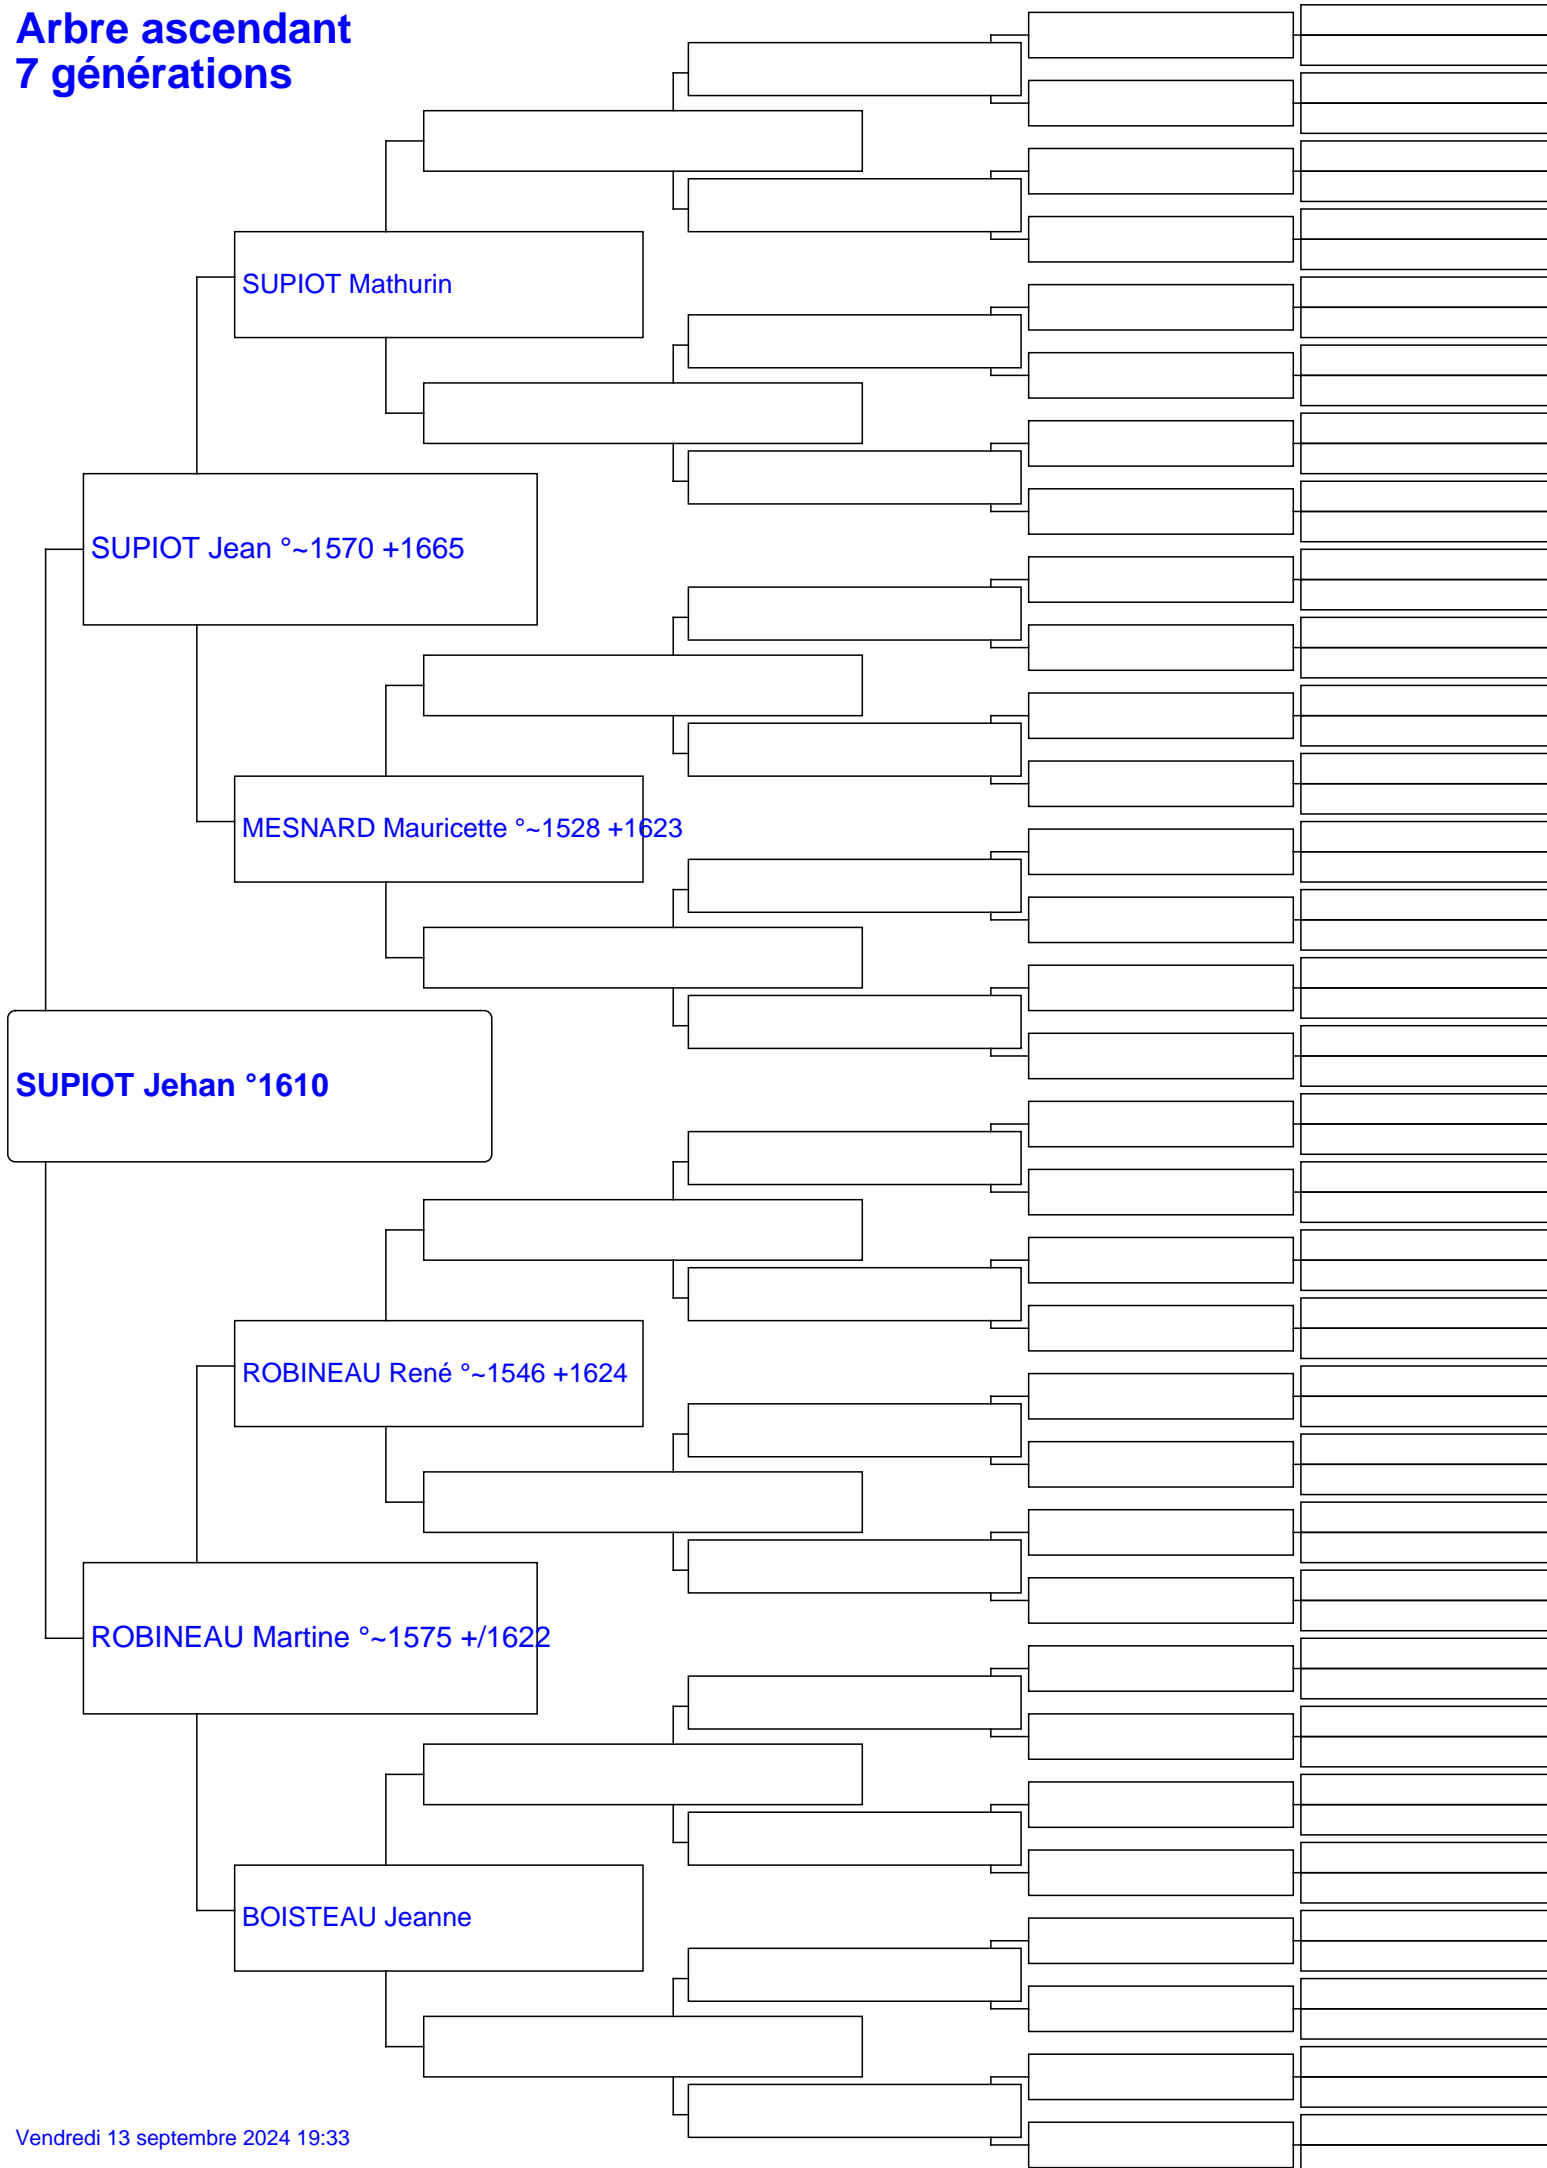 Arbre ascendant
7 générations
SUPIOT Mathurin
SUPIOT Jean °~1570 +1665
MESNARD Mauricette °~1528 +1623
SUPIOT Jehan °1610
ROBINEAU René °~1546 +1624
ROBINEAU Martine °~1575 +/1622
BOISTEAU Jeanne
Vendredi 13 septembre 2024 19:33